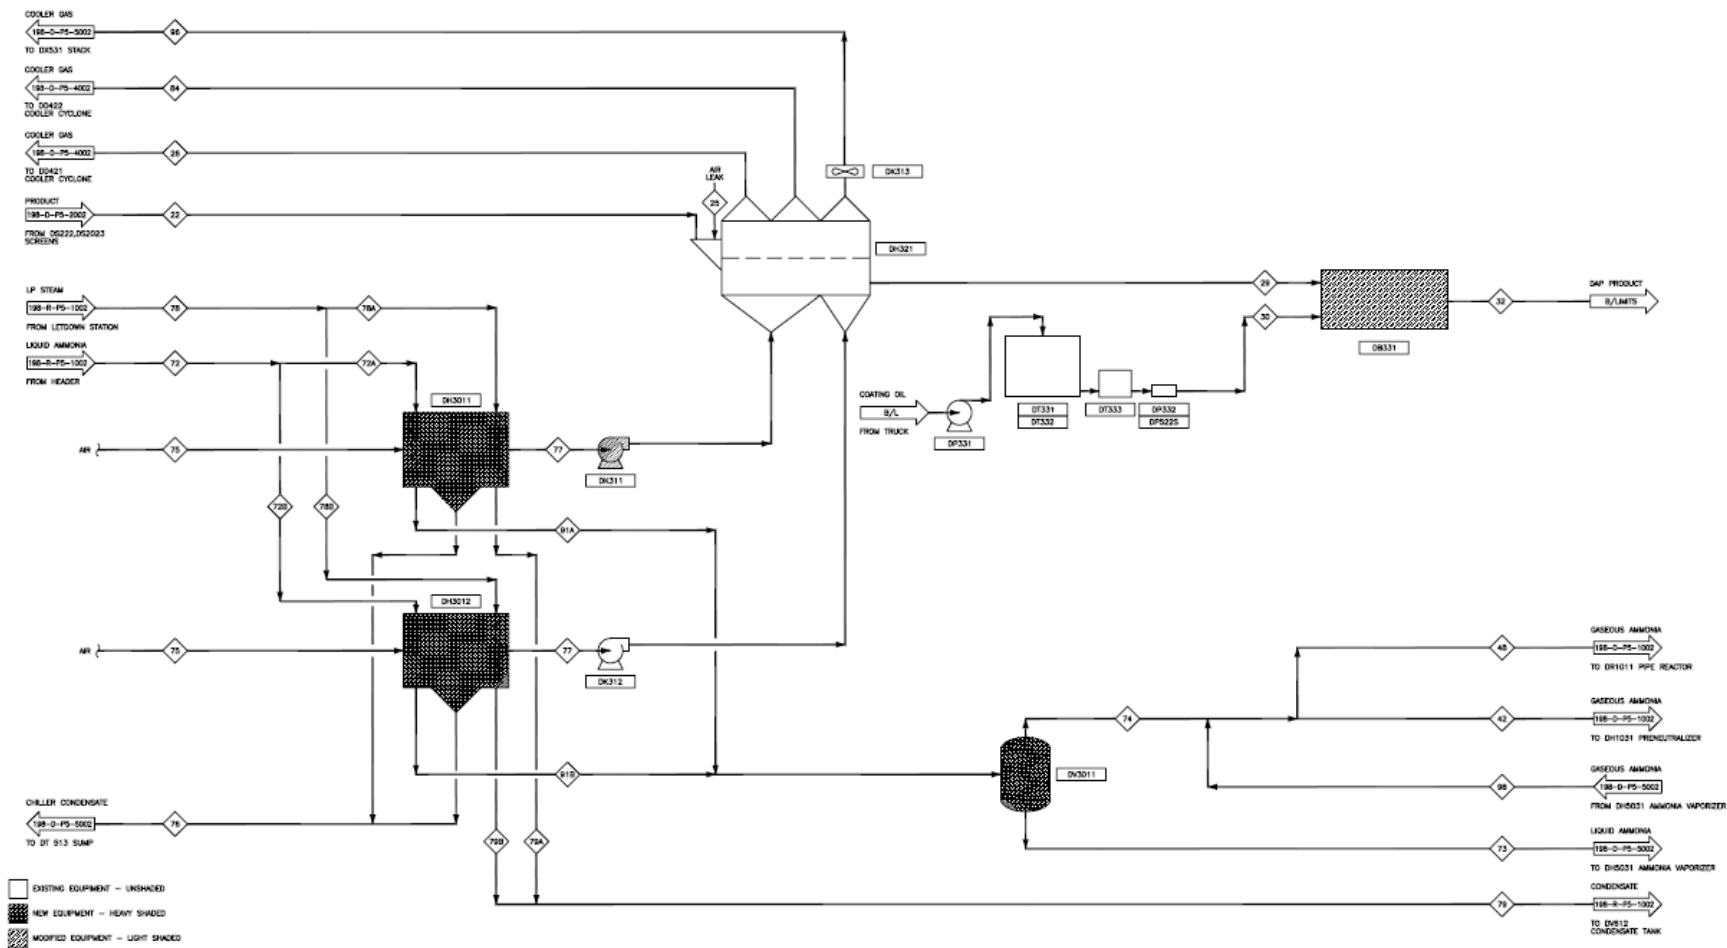 COOLER GAS
198-D-P5-5002
96
TO DX531 STACK
COOLER GAS
198-D-P5-4002
84
TO DD422
COOLER CYCLONE
COOLER GAS
198-D-P5-4002
26
TO DD421
COOLER CYCLONE
AIR
LEAK
25
DK313
PRODUCT
198-D-P5-2002
22
FROM DS222,DS2023
SCREENS
DH321
LP STEAM
198-R-P5-1002
78
78A
FROM LETDOWN STATION
LIQUID AMMONIA
198-R-P5-1002
72
72A
FROM HEADER
29
30
DB331
32
DAP PRODUCT
B/LIMITS
COATING OIL
B/L
FROM TRUCK
DP331
DT331
DT332
DT333
DP332
DP522S
DH3011
AIR
75
77
DK311
72B
78B
91A
DH3012
AIR
75
77
DK312
91B
DV3011
74
GASEOUS AMMONIA
48
198-D-P5-1002
TO DR1011 PIPE REACTOR
GASEOUS AMMONIA
42
198-D-P5-1002
TO DH1031 PRENEUTRALIZER
GASEOUS AMMONIA
98
198-D-P5-5002
FROM DH5031 AMMONIA VAPORIZER
LIQUID AMMONIA
73
198-D-P5-5002
TO DH5031 AMMONIA VAPORIZER
CHILLER CONDENSATE
198-D-P5-5002
76
TO DT 513 SUMP
79B
79A
CONDENSATE
79
198-R-P5-1002
TO DV612
CONDENSATE TANK
EXISTING EQUIPMENT - UNSHADED
NEW EQUIPMENT - HEAVY SHADED
MODIFIED EQUIPMENT - LIGHT SHADED